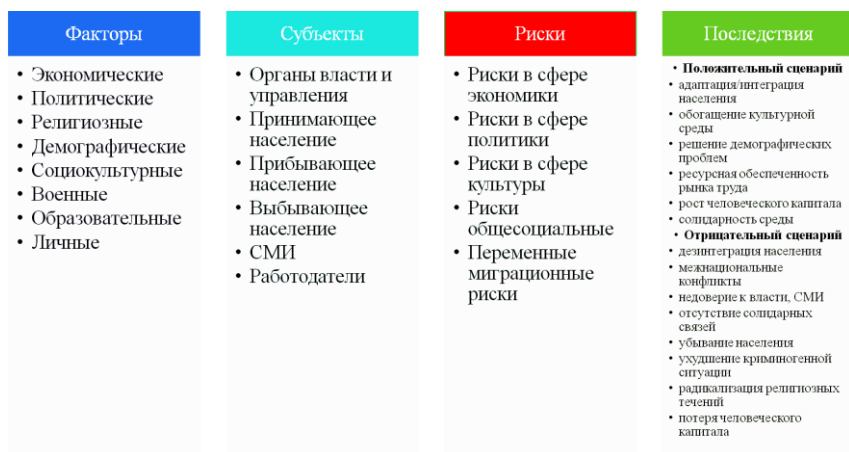 Факторы
• Экономические
• Политические
• Религиозные
• Демографические
• Социокультурные
• Военные
• Образовательные
• Личные
Субъекты
• Органы власти и
управления
• Принимающее
население
• Прибывающее
население
• Выбывающее
население
• СМИ
• Работодатели
Риски
• Риски в сфере
экономики
• Риски в сфере
политики
• Риски в сфере
культуры
• Риски
общесоциальные
• Переменные
миграционные
риски
Последствия
• Положительный сценарий
• адаптация/интеграция
населения
• обогащение культурной
среды
• решение демографических
проблем
• ресурсная обеспеченность
рынка труда
• рост человеческого капитала
• солидарность среды
• Отрицательный сценарий
• дезинтеграция населения
• межнациональные
конфликты
• недоверие к власти, СМИ
• отсутствие солидарных
связей
• убывание населения
• ухудшение криминогенной
ситуации
• радикализация религиозных
течений
• потеря человеческого
капитала